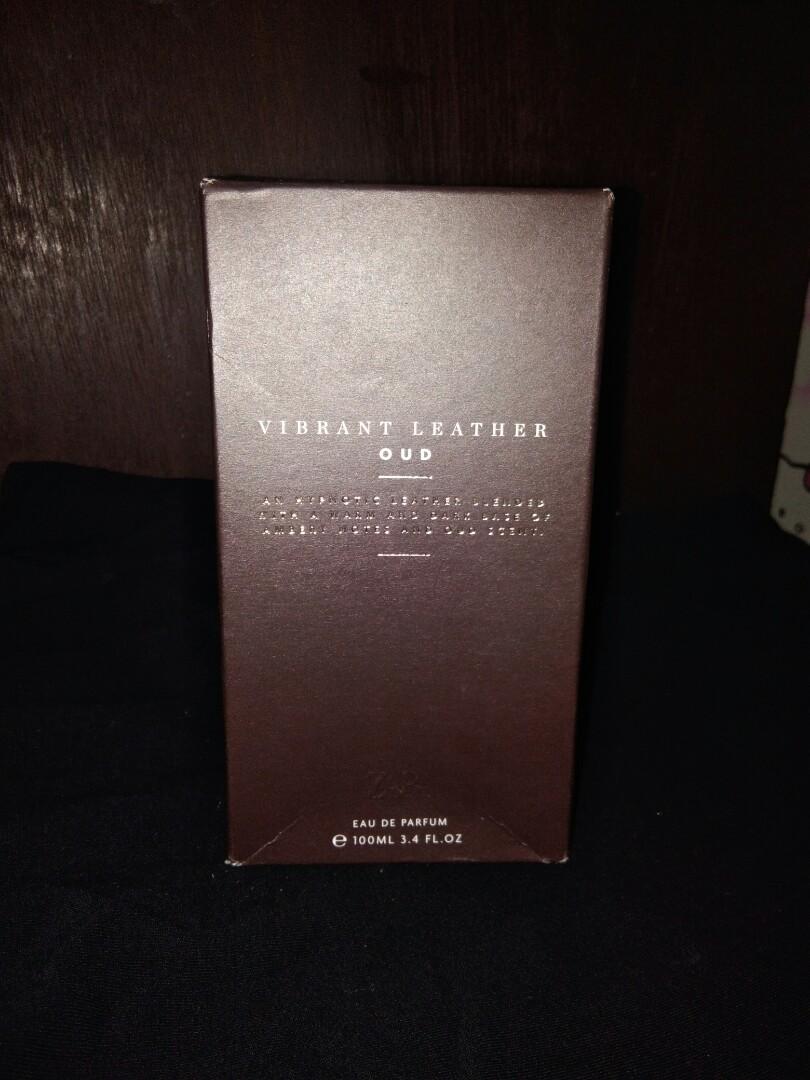 VIBRANT LEATHER
OUD
AN HYPNOTIC LEATHER BLENDED
WITH A WARM AND DARK BASE OF
AMBERY NOTES AND OUD SCENT.
EAU DE PARFUM
℮ 100ML 3.4 FL.OZ